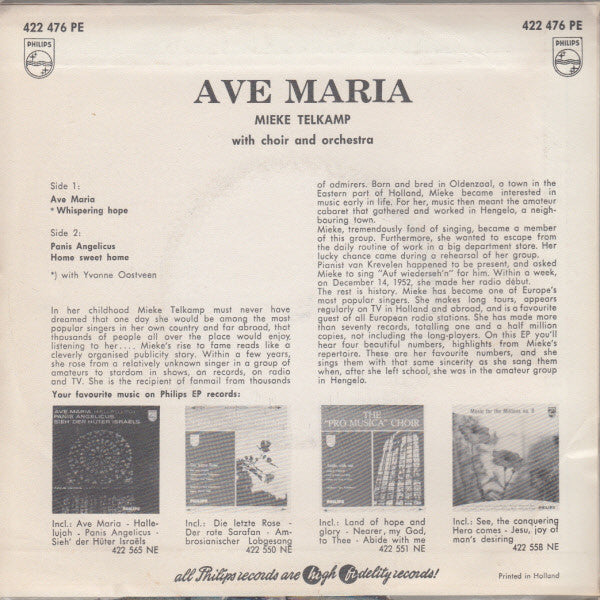 422 476 PE
422 476 PE
PHILIPS
PHILIPS
AVE MARIA
MIEKE TELKAMP
with choir and orchestra
Side 1:
Ave Maria
* Whispering hope
Side 2:
Panis Angelicus
Home sweet home
*) with Yvonne Oostveen
In her childhood Mieke Telkamp must never have
dreamed that one day she would be among the most
popular singers in her own country and far abroad, that
thousands of people all over the place would enjoy
listening to her.... Mieke's rise to fame reads like a
cleverly organised publicity story. Within a few years,
she rose from a relatively unknown singer in a group of
amateurs to stardom in shows, on records, on radio
and TV. She is the recipient of fanmail from thousands
of admirers. Born and bred in Oldenzaal, a town in the
Eastern part of Holland, Mieke became interested in
music early in life. For her, music then meant the amateur
cabaret that gathered and worked in Hengelo, a neigh-
bouring town.
Mieke, tremendously fond of singing, became a member
of this group. Furthermore, she wanted to escape from
the daily routine of work in a big department store. Her
lucky chance came during a rehearsal of her group.
Pianist van Krevelen happened to be present, and asked
Mieke to sing "Auf wiederseh'n" for him. Within a week,
on December 14, 1952, she made her radio début.
The rest is history. Mieke has become one of Europe's
most popular singers. She makes long tours, appears
regularly on TV in Holland and abroad, and is a favourite
guest of all European radio stations. She has made more
than seventy records, totalling one and a half million
copies, not including the long-players. On this EP you'll
hear four beautiful numbers, highlights from Mieke's
repertoire. These are her favourite numbers, and she
sings them with that same sincerity as she sang them
when, after she left school, she was in the amateur group
in Hengelo.
Your favourite music on Philips EP records:
AVE MARIA
PANIS ANGELICUS
SIEH' DER HÜTER ISRAËLS
THE
"PRO MUSICA" CHOIR
Music for the Millions no. 9
Incl.: Ave Maria - Halle-
lujah - Panis Angelicus -
Sieh' der Hüter Israëls
422 565 NE
Incl.: Die letzte Rose -
Der rate Sarafan - Am-
brosianischer Lobgesang
422 550 NE
Incl.: Land of hope and
glory - Nearer, my God,
to Thee - Abide with me
422 551 NE
Incl.: See, the conquering
Hero comes - Jesu, joy of
man's desiring
422 558 NE
all Philips records are high fidelity records!
Printed in Holland